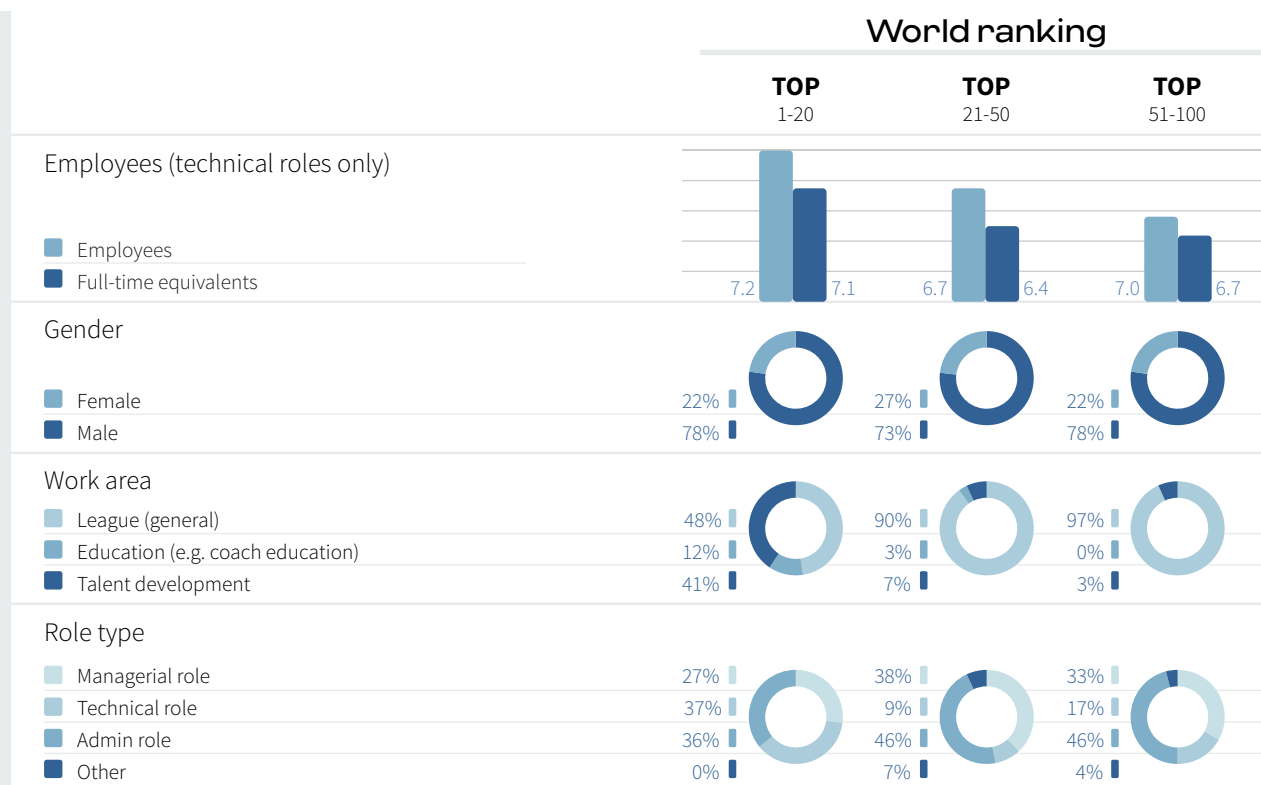 World ranking
TOP TOP TOP
1-20 21-50 51-100
Employees (technical roles only)
Employees
Full-time equivalents
7.2 7.1 6.7 6.4 7.0 6.7
Gender
Female 22% 27% 22%
Male 78% 73% 78%
Work area
League (general) 48% 90% 97%
Education (e.g. coach education) 12% 3% 0%
Talent development 41% 7% 3%
Role type
Managerial role 27% 38% 33%
Technical role 37% 9% 17%
Admin role 36% 46% 46%
Other 0% 7% 4%